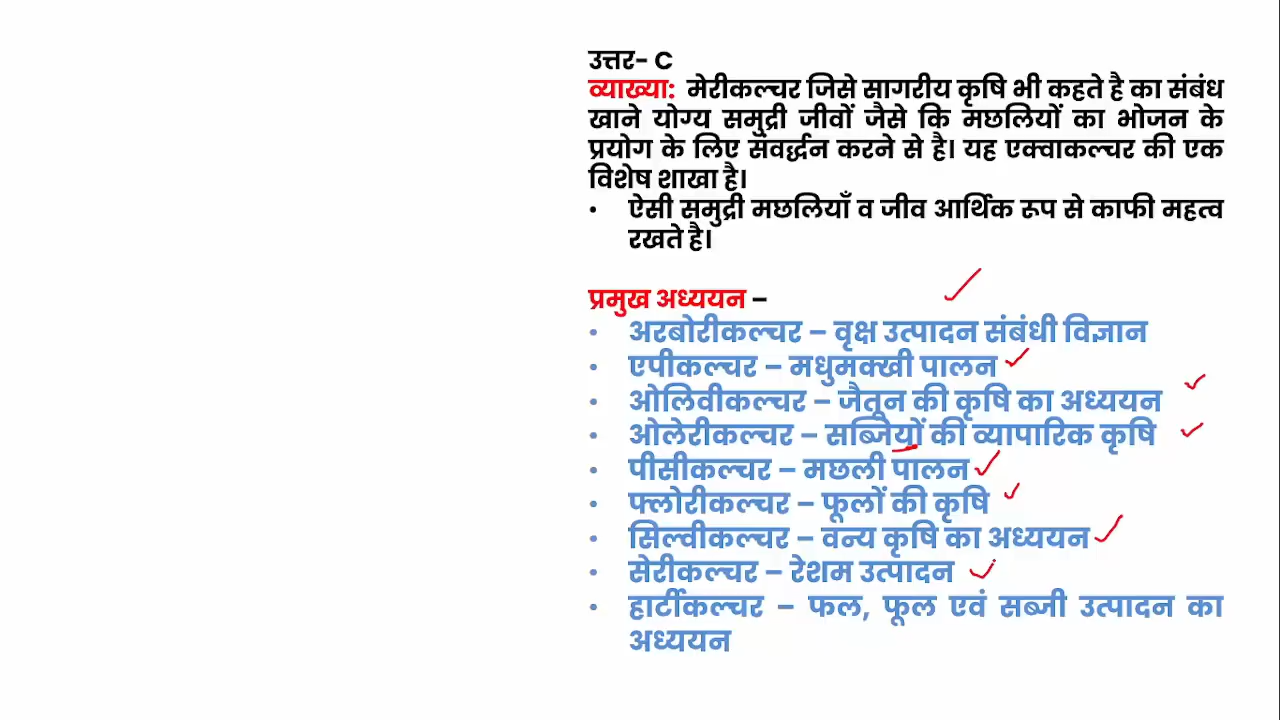 उत्तर- C
व्याख्या: मेरीकल्चर जिसे सागरीय कृषि भी कहते है का संबंध
खाने योग्य समुद्री जीवों जैसे कि मछलियों का भोजन के
प्रयोग के लिए संवर्द्धन करने से है। यह एक्वाकल्चर की एक
विशेष शाखा है।
• ऐसी समुद्री मछलियाँ व जीव आर्थिक रूप से काफी महत्व
रखते है।
प्रमुख अध्ययन –
• अरबोरीकल्चर – वृक्ष उत्पादन संबंधी विज्ञान
• एपीकल्चर – मधुमक्खी पालन
• ओलिवीकल्चर – जैतून की कृषि का अध्ययन
• ओलेरीकल्चर – सब्जियों की व्यापारिक कृषि
• पीसीकल्चर – मछली पालन
• फ्लोरीकल्चर – फूलों की कृषि
• सिल्वीकल्चर – वन्य कृषि का अध्ययन
• सेरीकल्चर – रेशम उत्पादन
• हार्टीकल्चर – फल, फूल एवं सब्जी उत्पादन का
अध्ययन